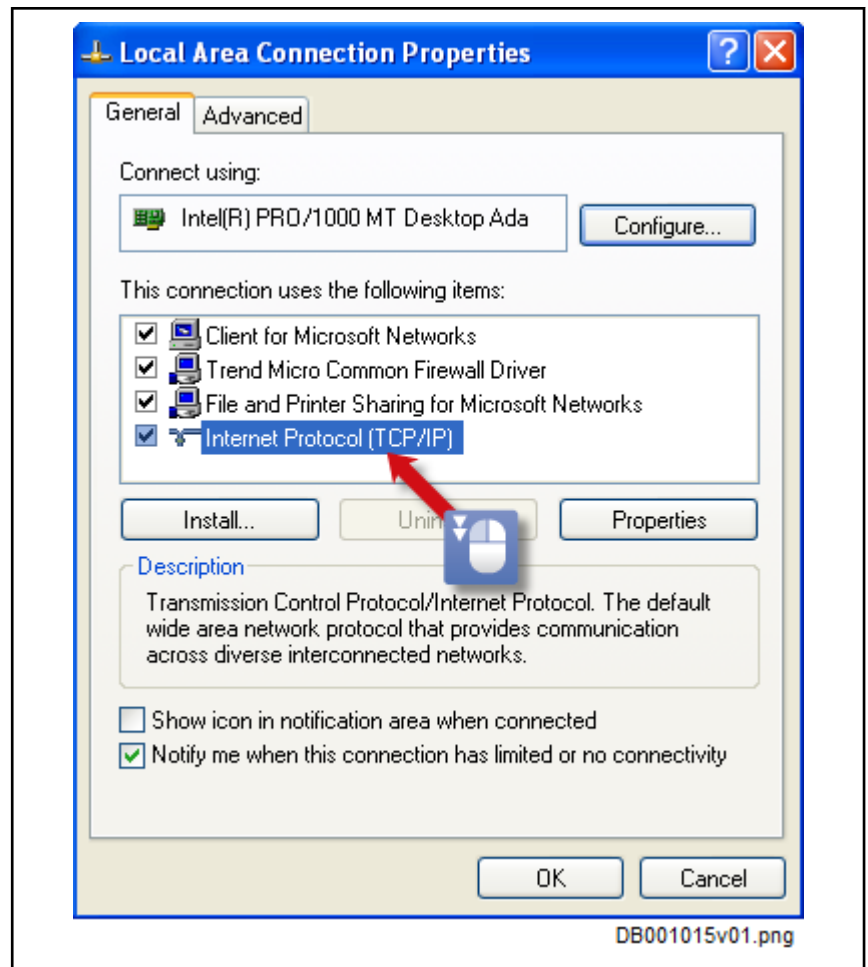 Local Area Connection Properties
General
Advanced
Connect using:
Intel(R) PRO/1000 MT Desktop Ada
Configure...
This connection uses the following items:
Client for Microsoft Networks
Trend Micro Common Firewall Driver
File and Printer Sharing for Microsoft Networks
Internet Protocol (TCP/IP)
Install...
Properties
Description
Transmission Control Protocol/Internet Protocol. The default
wide area network protocol that provides communication
across diverse interconnected networks.
Show icon in notification area when connected
Notify me when this connection has limited or no connectivity
OK
Cancel
DB001015v01.png